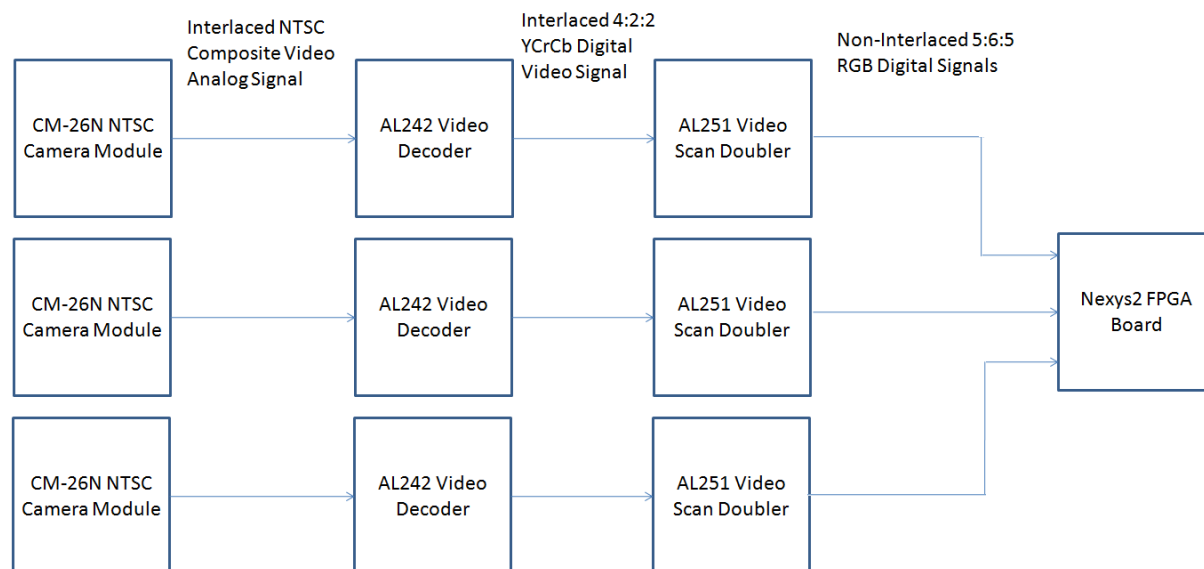 Interlaced NTSC
Composite Video
Analog Signal
Interlaced 4:2:2
YCrCb Digital
Video Signal
Non-Interlaced 5:6:5
RGB Digital Signals
CM-26N NTSC
Camera Module
AL242 Video
Decoder
AL251 Video
Scan Doubler
CM-26N NTSC
Camera Module
AL242 Video
Decoder
AL251 Video
Scan Doubler
Nexys2 FPGA
Board
CM-26N NTSC
Camera Module
AL242 Video
Decoder
AL251 Video
Scan Doubler